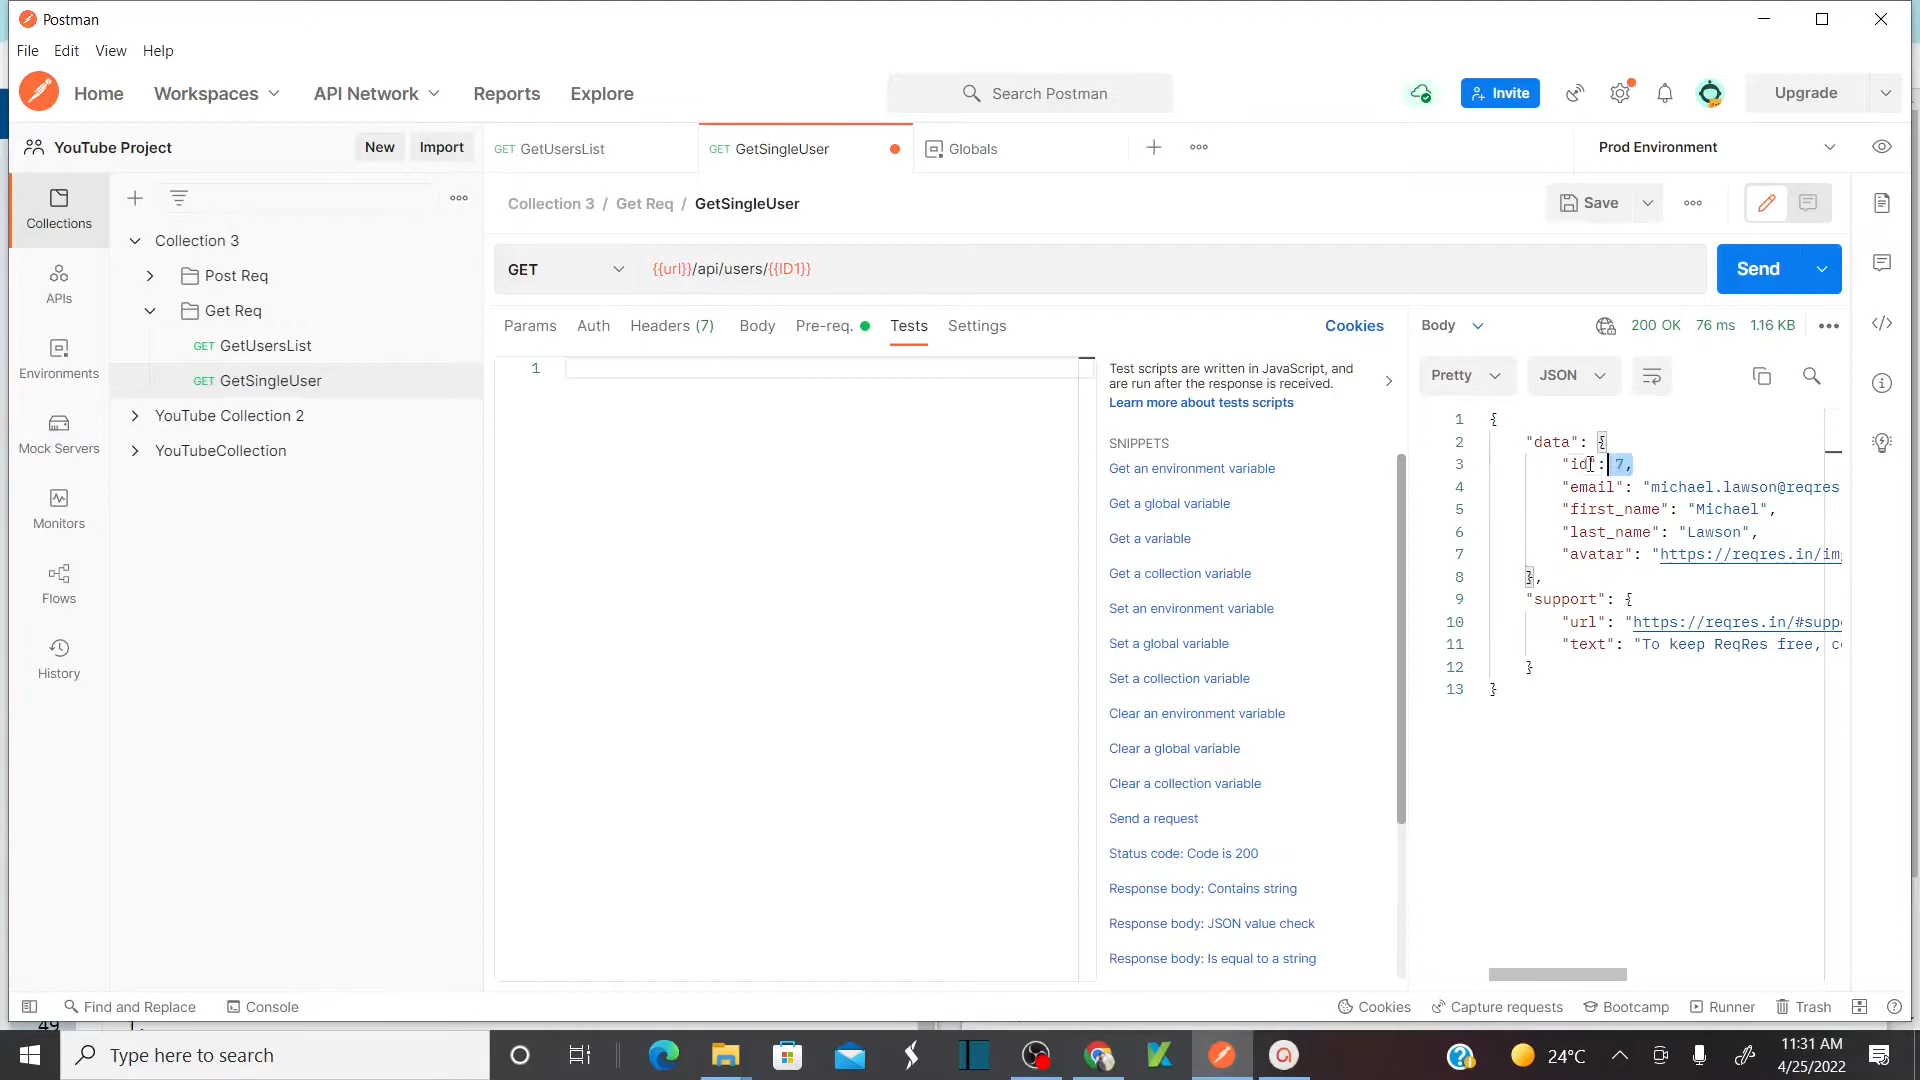 Postman
File Edit View Help
Home Workspaces API Network Reports Explore
Search Postman
Invite
Upgrade
YouTube Project New Import
GET GetUsersList
GET GetSingleUser
Globals
Prod Environment
Collections
APIs
Environments
Mock Servers
Monitors
Flows
History
Collection 3
Post Req
Get Req
GET GetUsersList
GET GetSingleUser
YouTube Collection 2
YouTubeCollection
Collection 3 / Get Req / GetSingleUser
Save
GET {{url}}/api/users/{{ID1}}
Send
Params Auth Headers (7) Body Pre-req. Tests Settings
Cookies
1
Test scripts are written in JavaScript, and
are run after the response is received.
Learn more about tests scripts
SNIPPETS
Get an environment variable
Get a global variable
Get a variable
Get a collection variable
Set an environment variable
Set a global variable
Set a collection variable
Clear an environment variable
Clear a global variable
Clear a collection variable
Send a request
Status code: Code is 200
Response body: Contains string
Response body: JSON value check
Response body: Is equal to a string
Body 200 OK 76 ms 1.16 KB
Pretty JSON
1 {
2 "data": {
3 "id": 7,
4 "email": "michael.lawson@reqres
5 "first_name": "Michael",
6 "last_name": "Lawson",
7 "avatar": "https://reqres.in/im
8 },
9 "support": {
10 "url": "https://reqres.in/#supp
11 "text": "To keep ReqRes free, c
12 }
13 }
Find and Replace Console
Cookies Capture requests Bootcamp Runner Trash
49
Type here to search
24°C
11:31 AM
4/25/2022